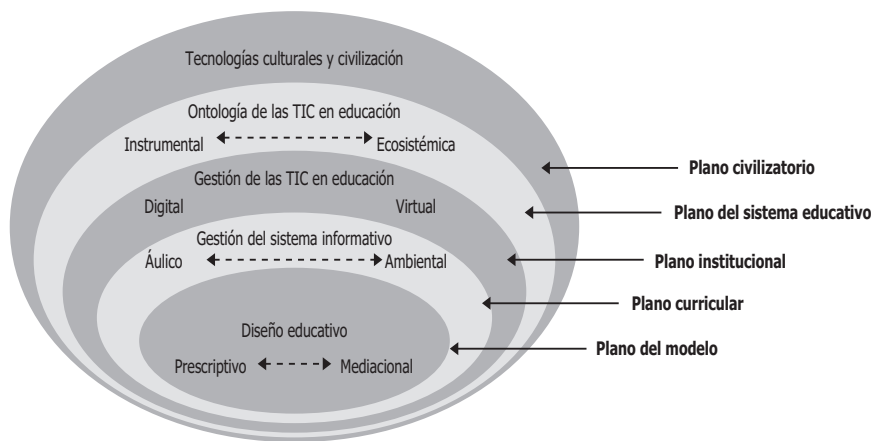 Tecnologías culturales y civilización
Ontología de las TIC en educación
Instrumental Ecosistémica
Gestión de las TIC en educación
Digital Virtual
Gestión del sistema informativo
Áulico Ambiental
Diseño educativo
Prescriptivo Mediacional
Plano civilizatorio
Plano del sistema educativo
Plano institucional
Plano curricular
Plano del modelo